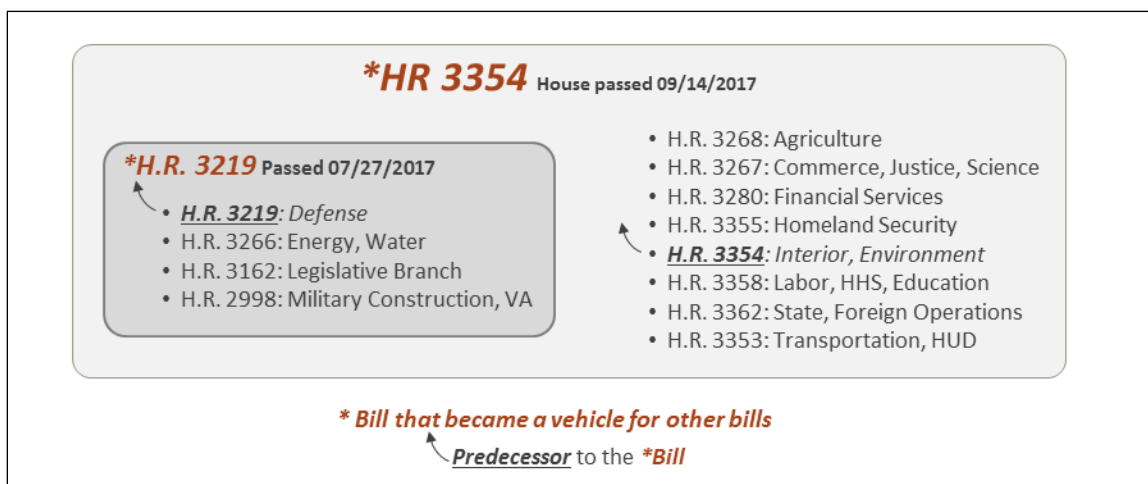 *HR 3354 House passed 09/14/2017
*H.R. 3219 Passed 07/27/2017
• H.R. 3219: Defense
• H.R. 3266: Energy, Water
• H.R. 3162: Legislative Branch
• H.R. 2998: Military Construction, VA
• H.R. 3268: Agriculture
• H.R. 3267: Commerce, Justice, Science
• H.R. 3280: Financial Services
• H.R. 3355: Homeland Security
• H.R. 3354: Interior, Environment
• H.R. 3358: Labor, HHS, Education
• H.R. 3362: State, Foreign Operations
• H.R. 3353: Transportation, HUD
* Bill that became a vehicle for other bills
Predecessor to the *Bill